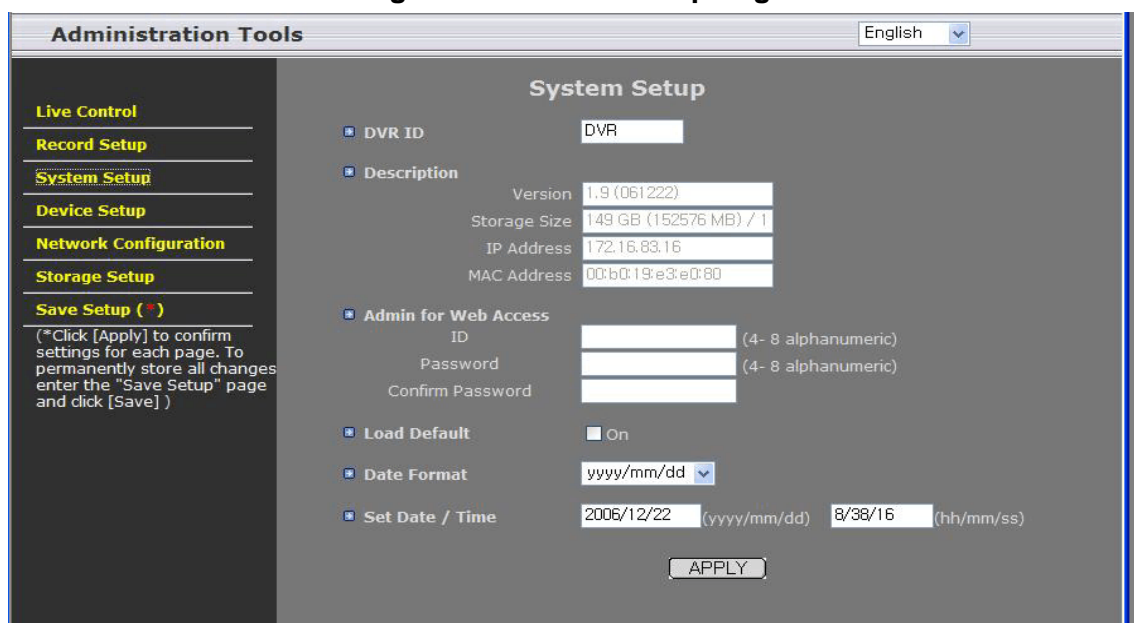 Administration Tools
English
Live Control
Record Setup
System Setup
Device Setup
Network Configuration
Storage Setup
Save Setup (*)
(*Click [Apply] to confirm
settings for each page. To
permanently store all changes
enter the "Save Setup" page
and click [Save] )
System Setup
DVR ID DVR
Description
Version 1.9 (061222)
Storage Size 149 GB (152576 MB) / 1
IP Address 172.16.83.16
MAC Address 00:b0:19:e3:e0:80
Admin for Web Access
ID (4- 8 alphanumeric)
Password (4- 8 alphanumeric)
Confirm Password
Load Default On
Date Format yyyy/mm/dd
Set Date / Time 2006/12/22 (yyyy/mm/dd) 8/38/16 (hh/mm/ss)
APPLY